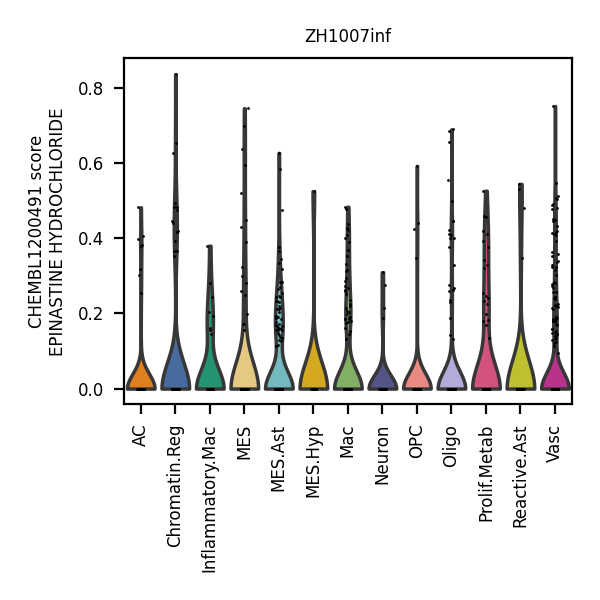 ZH1007inf
CHEMBL1200491 score
EPINASTINE HYDROCHLORIDE
0.8
0.6
0.4
0.2
0.0
AC
Chromatin.Reg
Inflammatory.Mac
MES
MES.Ast
MES.Hyp
Mac
Neuron
OPC
Oligo
Prolif.Metab
Reactive.Ast
Vasc